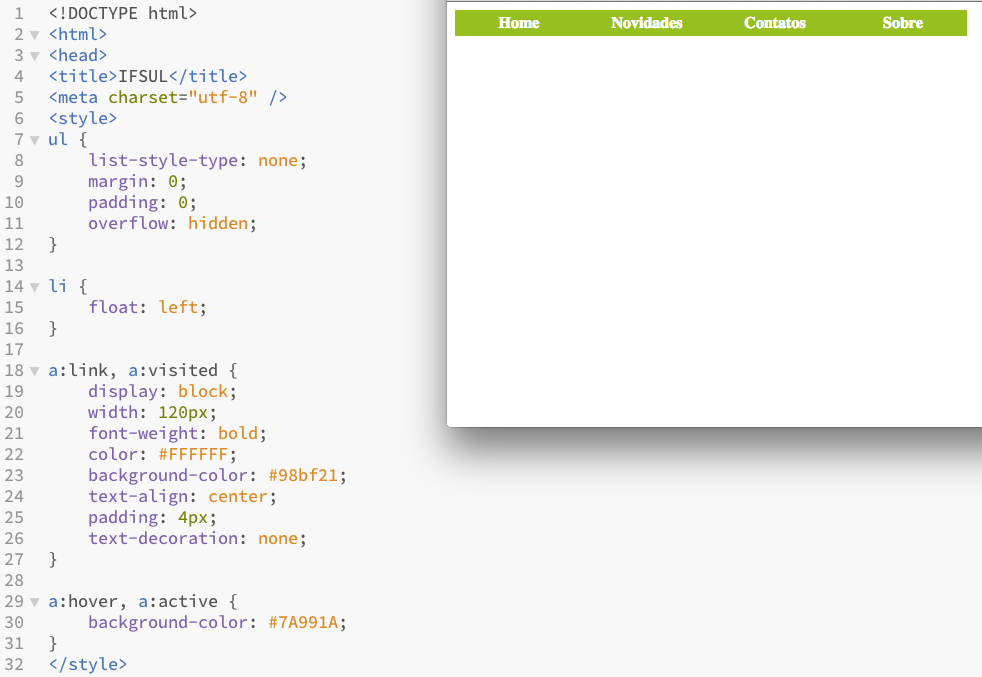 1 <!DOCTYPE html>
2 <html>
3 <head>
4 <title>IFSUL</title>
5 <meta charset="utf-8" />
6 <style>
7 ul {
8 list-style-type: none;
9 margin: 0;
10 padding: 0;
11 overflow: hidden;
12 }
13
14 li {
15 float: left;
16 }
17
18 a:link, a:visited {
19 display: block;
20 width: 120px;
21 font-weight: bold;
22 color: #FFFFFF;
23 background-color: #98bf21;
24 text-align: center;
25 padding: 4px;
26 text-decoration: none;
27 }
28
29 a:hover, a:active {
30 background-color: #7A991A;
31 }
32 </style>
Home Novidades Contatos Sobre